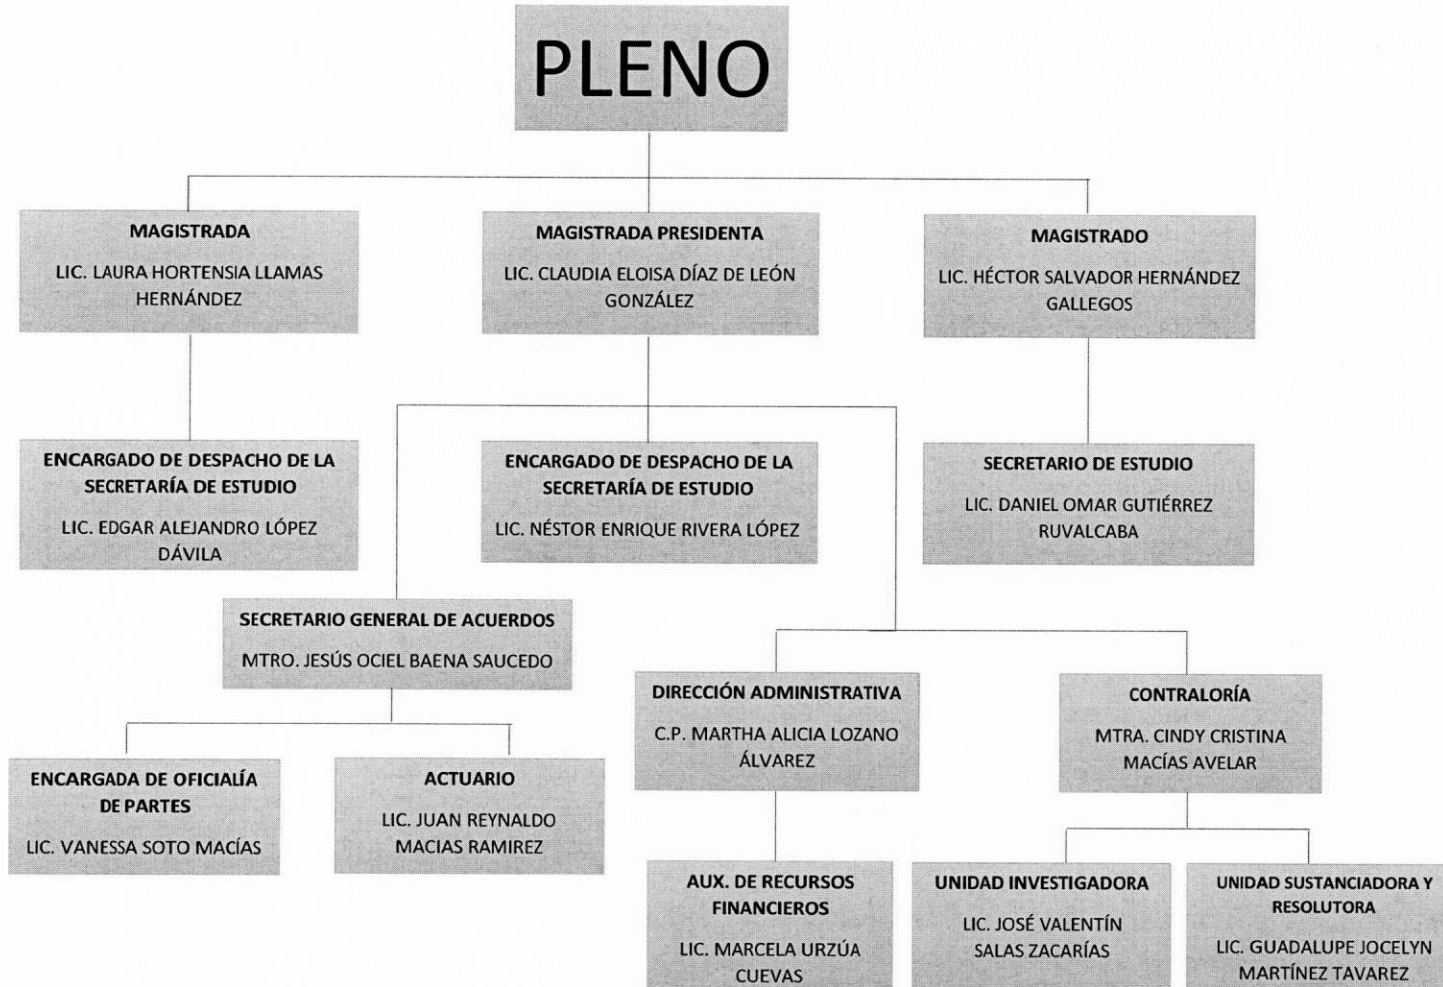 PLENO
MAGISTRADA
LIC. LAURA HORTENSIA LLAMAS
HERNÁNDEZ
MAGISTRADA PRESIDENTA
LIC. CLAUDIA ELOISA DÍAZ DE LEÓN
GONZÁLEZ
MAGISTRADO
LIC. HÉCTOR SALVADOR HERNÁNDEZ
GALLEGOS
ENCARGADO DE DESPACHO DE LA
SECRETARÍA DE ESTUDIO
LIC. EDGAR ALEJANDRO LÓPEZ
DÁVILA
ENCARGADO DE DESPACHO DE LA
SECRETARÍA DE ESTUDIO
LIC. NÉSTOR ENRIQUE RIVERA LÓPEZ
SECRETARIO DE ESTUDIO
LIC. DANIEL OMAR GUTIÉRREZ
RUVALCABA
SECRETARIO GENERAL DE ACUERDOS
MTRO. JESÚS OCIEL BAENA SAUCEDO
DIRECCIÓN ADMINISTRATIVA
C.P. MARTHA ALICIA LOZANO
ÁLVAREZ
CONTRALORÍA
MTRA. CINDY CRISTINA
MACÍAS AVELAR
ENCARGADA DE OFICIALÍA
DE PARTES
LIC. VANESSA SOTO MACÍAS
ACTUARIO
LIC. JUAN REYNALDO
MACIAS RAMIREZ
AUX. DE RECURSOS
FINANCIEROS
LIC. MARCELA URZÚA
CUEVAS
UNIDAD INVESTIGADORA
LIC. JOSÉ VALENTÍN
SALAS ZACARÍAS
UNIDAD SUSTANCIADORA Y
RESOLUTORA
LIC. GUADALUPE JOCELYN
MARTÍNEZ TAVAREZ